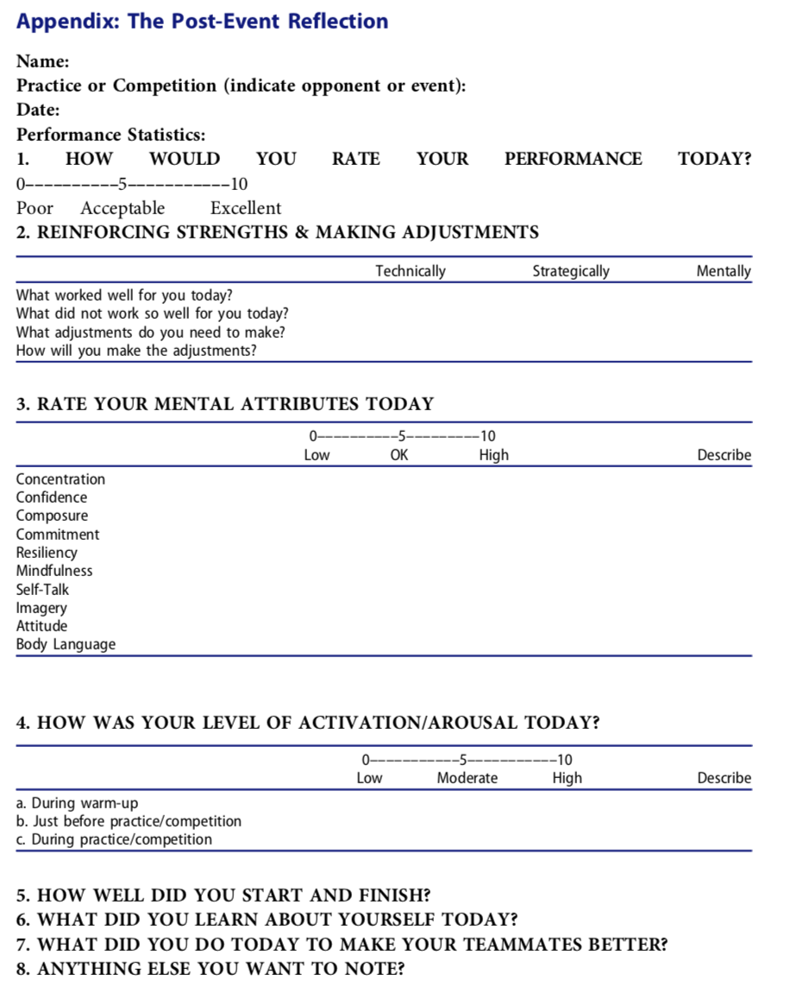 Appendix: The Post-Event Reflection
Name:
Practice or Competition (indicate opponent or event):
Date:
Performance Statistics:
1. HOW WOULD YOU RATE YOUR PERFORMANCE TODAY?
0----------5-----------10
Poor Acceptable Excellent
2. REINFORCING STRENGTHS & MAKING ADJUSTMENTS
Technically Strategically Mentally
What worked well for you today?
What did not work so well for you today?
What adjustments do you need to make?
How will you make the adjustments?
3. RATE YOUR MENTAL ATTRIBUTES TODAY
0----------5---------10
Low OK High Describe
Concentration
Confidence
Composure
Commitment
Resiliency
Mindfulness
Self-Talk
Imagery
Attitude
Body Language
4. HOW WAS YOUR LEVEL OF ACTIVATION/AROUSAL TODAY?
0-----------5-----------10
Low Moderate High Describe
a. During warm-up
b. Just before practice/competition
c. During practice/competition
5. HOW WELL DID YOU START AND FINISH?
6. WHAT DID YOU LEARN ABOUT YOURSELF TODAY?
7. WHAT DID YOU DO TODAY TO MAKE YOUR TEAMMATES BETTER?
8. ANYTHING ELSE YOU WANT TO NOTE?